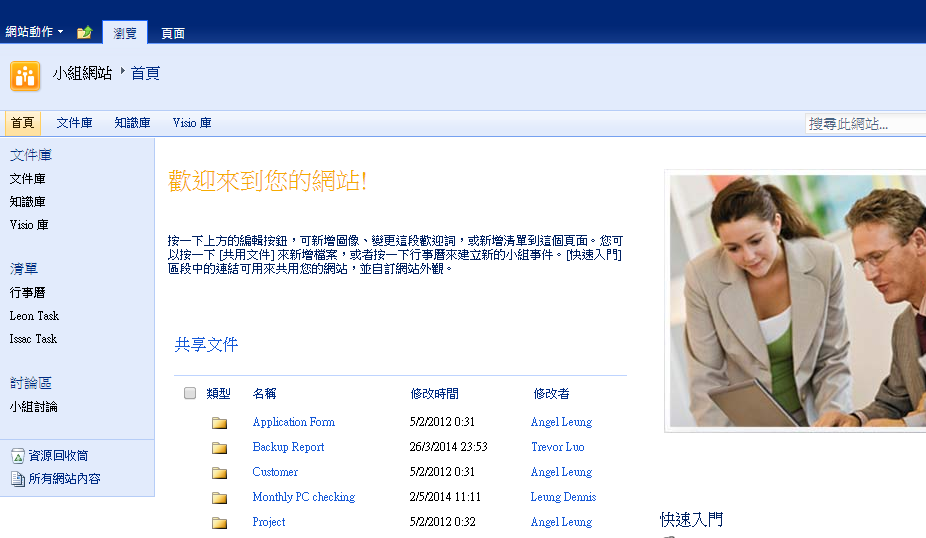 網站動作
瀏覽
頁面
小組網站 首頁
首頁 文件庫 知識庫 Visio 庫
搜尋此網站...
文件庫
文件庫
知識庫
Visio 庫
清單
行事曆
Leon Task
Issac Task
討論區
小組討論
資源回收筒
所有網站內容
歡迎來到您的網站!
按一下上方的編輯按鈕，可新增圖像、變更這段歡迎詞，或新增清單到這個頁面。您可
以按一下 [共用文件] 來新增檔案，或者按一下行事曆來建立新的小組事件。[快速入門]
區段中的連結可用來共用您的網站，並自訂網站外觀。
共享文件
類型 名稱 修改時間 修改者
Application Form 5/2/2012 0:31 Angel Leung
Backup Report 26/3/2014 23:53 Trevor Luo
Customer 5/2/2012 0:31 Angel Leung
Monthly PC checking 2/5/2014 11:11 Leung Dennis
Project 5/2/2012 0:32 Angel Leung
快速入門